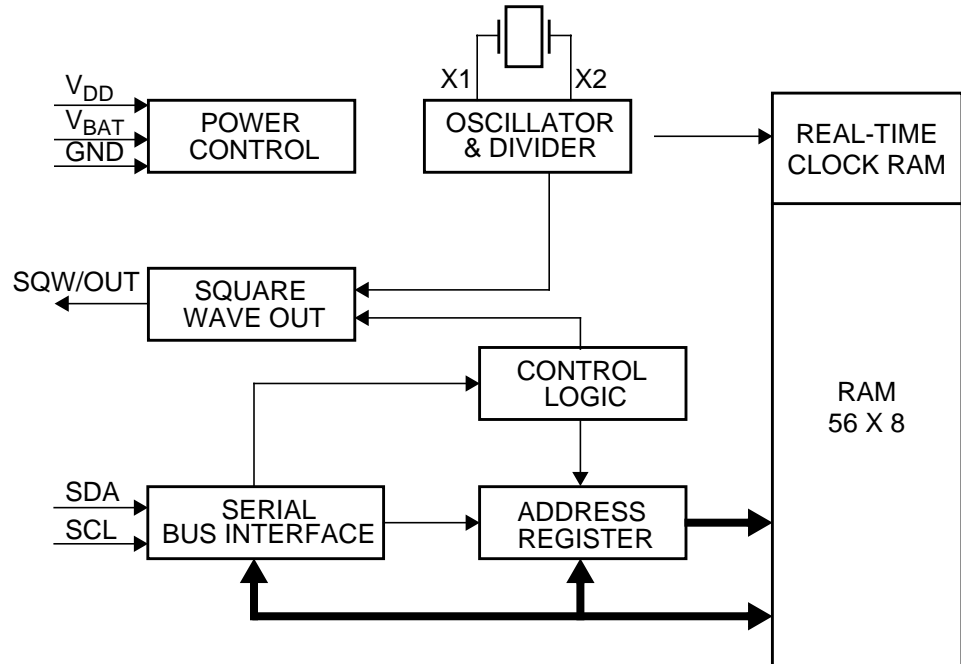 X1
X2
VDD
VBAT
GND
POWER
CONTROL
OSCILLATOR
& DIVIDER
REAL-TIME
CLOCK RAM
SQW/OUT
SQUARE
WAVE OUT
CONTROL
LOGIC
RAM
56 X 8
SDA
SCL
SERIAL
BUS INTERFACE
ADDRESS
REGISTER